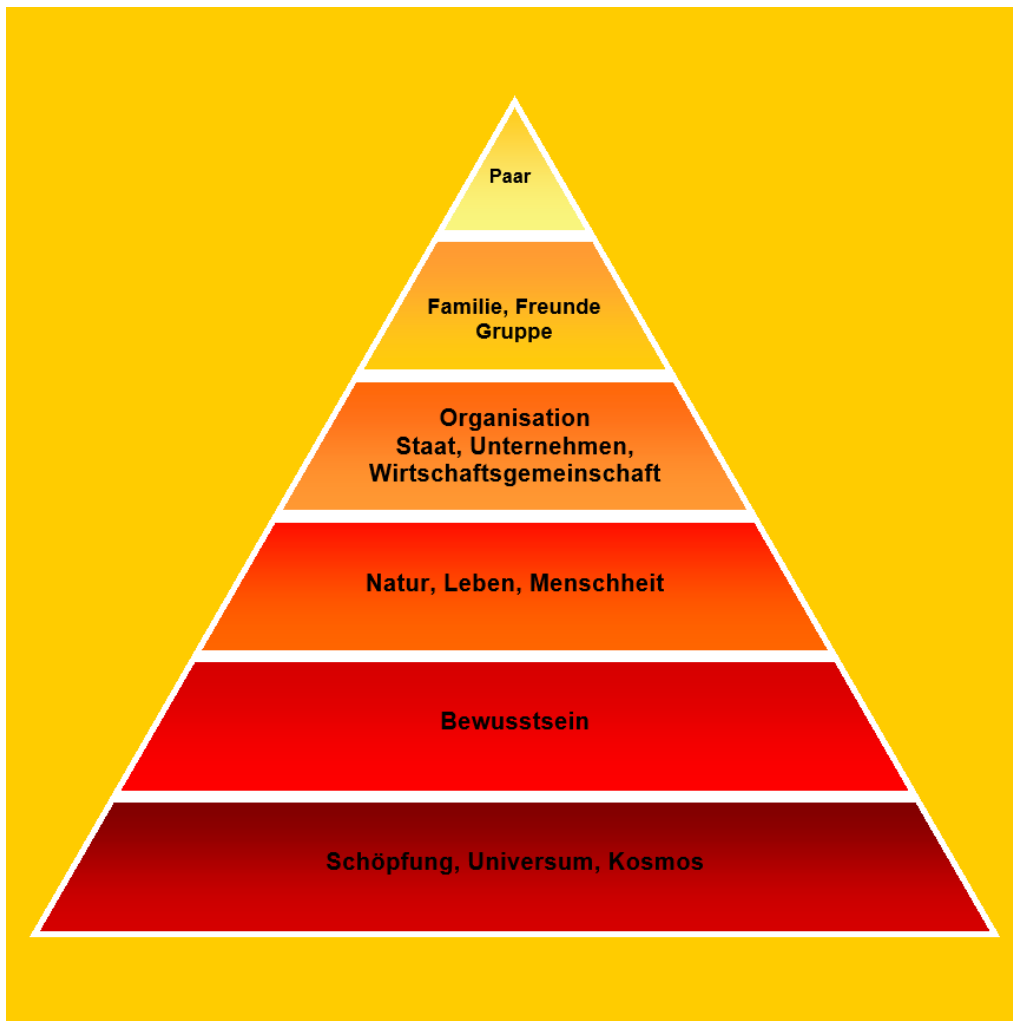 Paar
Familie, Freunde
Gruppe
Organisation
Staat, Unternehmen,
Wirtschaftsgemeinschaft
Natur, Leben, Menschheit
Bewusstsein
Schöpfung, Universum, Kosmos